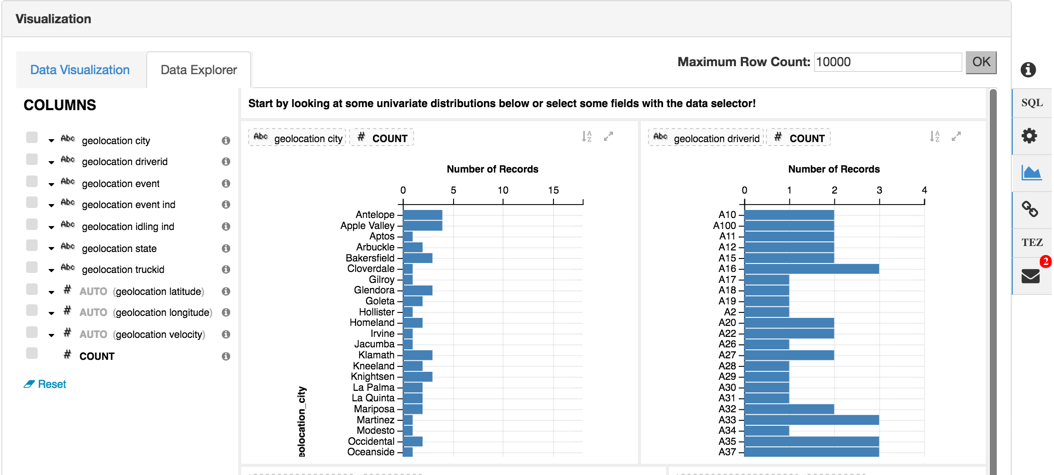 Visualization
Data Visualization
Data Explorer
Maximum Row Count: 10000 OK
COLUMNS
Abc geolocation city
Abc geolocation driverid
Abc geolocation event
Abc geolocation event ind
Abc geolocation idling ind
Abc geolocation state
Abc geolocation truckid
# AUTO (geolocation latitude)
# AUTO (geolocation longitude)
# AUTO (geolocation velocity)
# COUNT
Reset
Start by looking at some univariate distributions below or select some fields with the data selector!
Abc geolocation city # COUNT
Number of Records
0 5 10 15
Antelope
Apple Valley
Aptos
Arbuckle
Bakersfield
Cloverdale
Gilroy
Glendora
Goleta
Hollister
Homeland
Irvine
Jacumba
Klamath
Kneeland
Knightsen
La Palma
La Quinta
Mariposa
Martinez
Modesto
Occidental
Oceanside
Abc geolocation driverid # COUNT
Number of Records
0 1 2 3 4
A10
A100
A11
A12
A15
A16
A17
A18
A19
A2
A20
A22
A26
A27
A28
A29
A30
A31
A32
A33
A34
A35
A37
SQL
TEZ
2